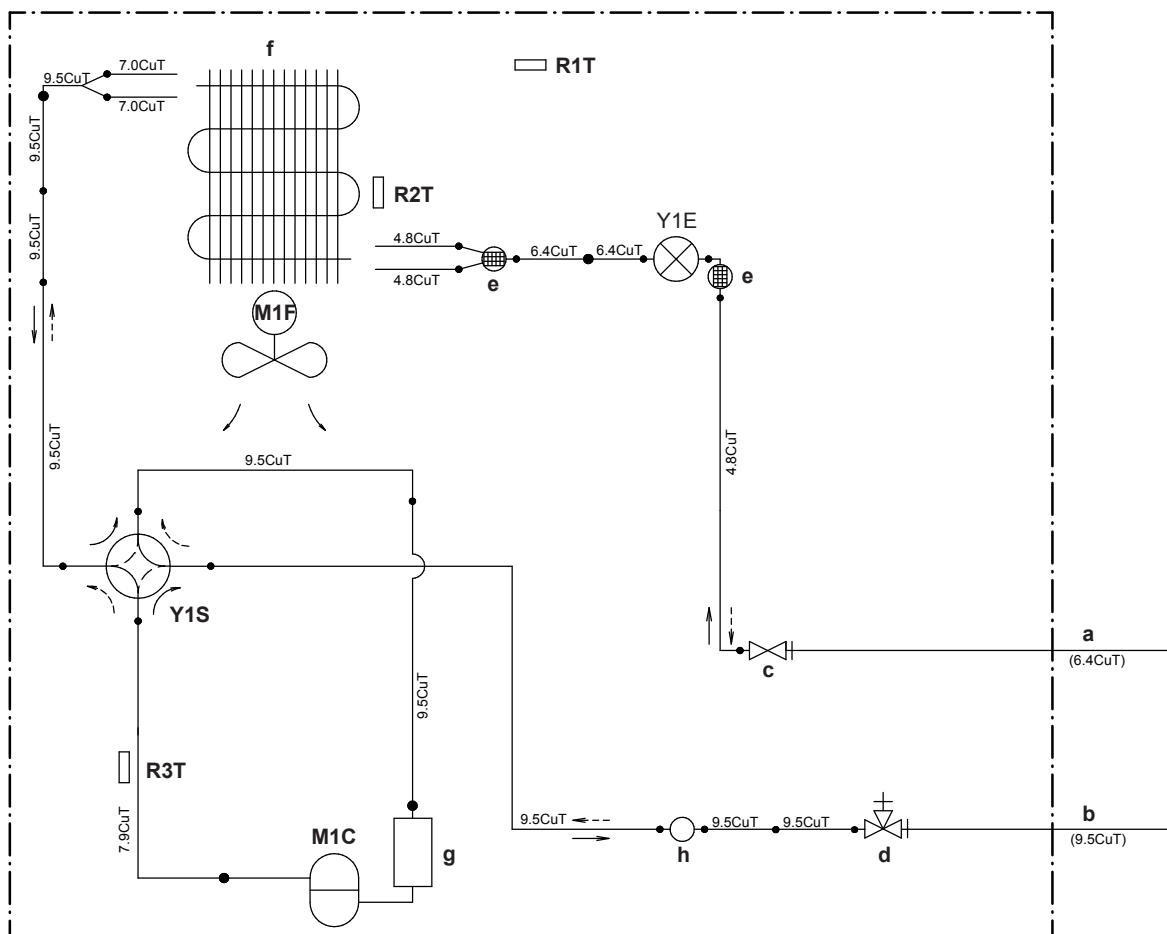 f
7.0CuT
9.5CuT
7.0CuT
R1T
9.5CuT
R2T
Y1E
9.5CuT
4.8CuT
6.4CuT
6.4CuT
4.8CuT
e
e
M1F
9.5CuT
9.5CuT
4.8CuT
Y1S
a
(6.4CuT)
c
9.5CuT
R3T
7.9CuT
M1C
g
9.5CuT
9.5CuT
9.5CuT
b
(9.5CuT)
h
d